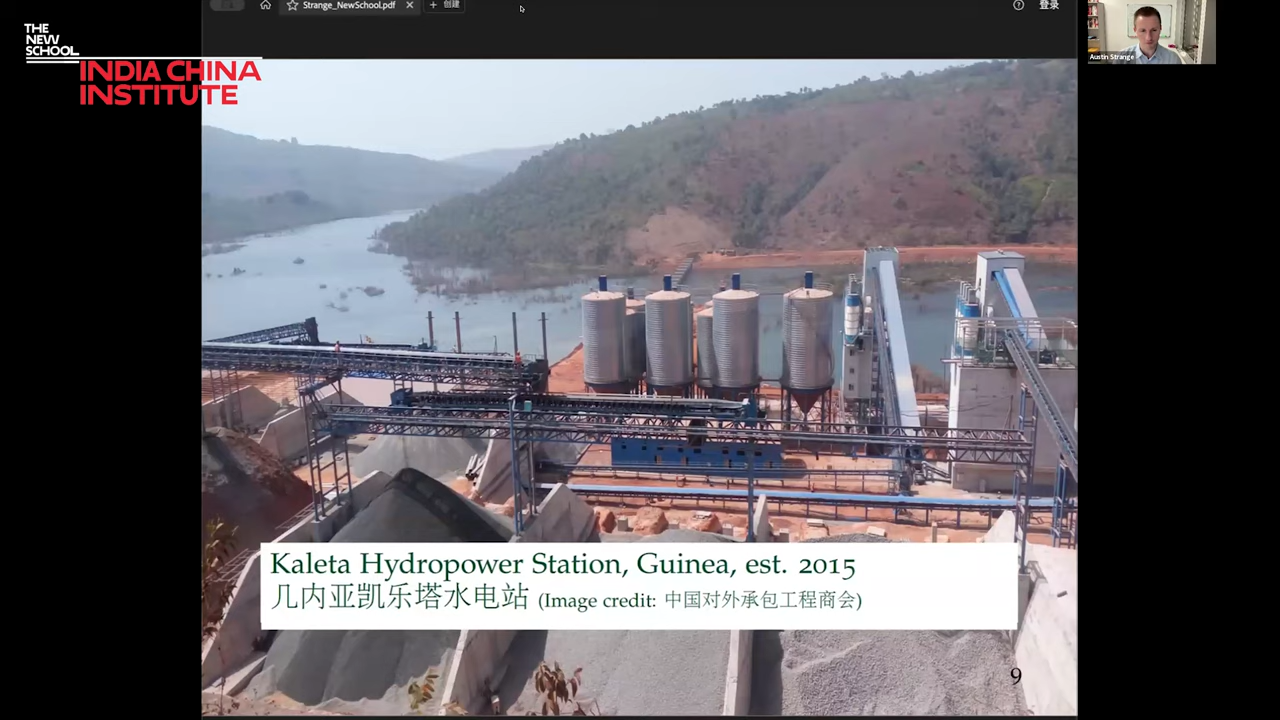 Strange_NewSchool.pdf
创建
登录
THE
NEW
SCHOOL
INDIA CHINA
INSTITUTE
Austin Strange
Kaleta Hydropower Station, Guinea, est. 2015
几内亚凯乐塔水电站 (Image credit: 中国对外承包工程商会)
9